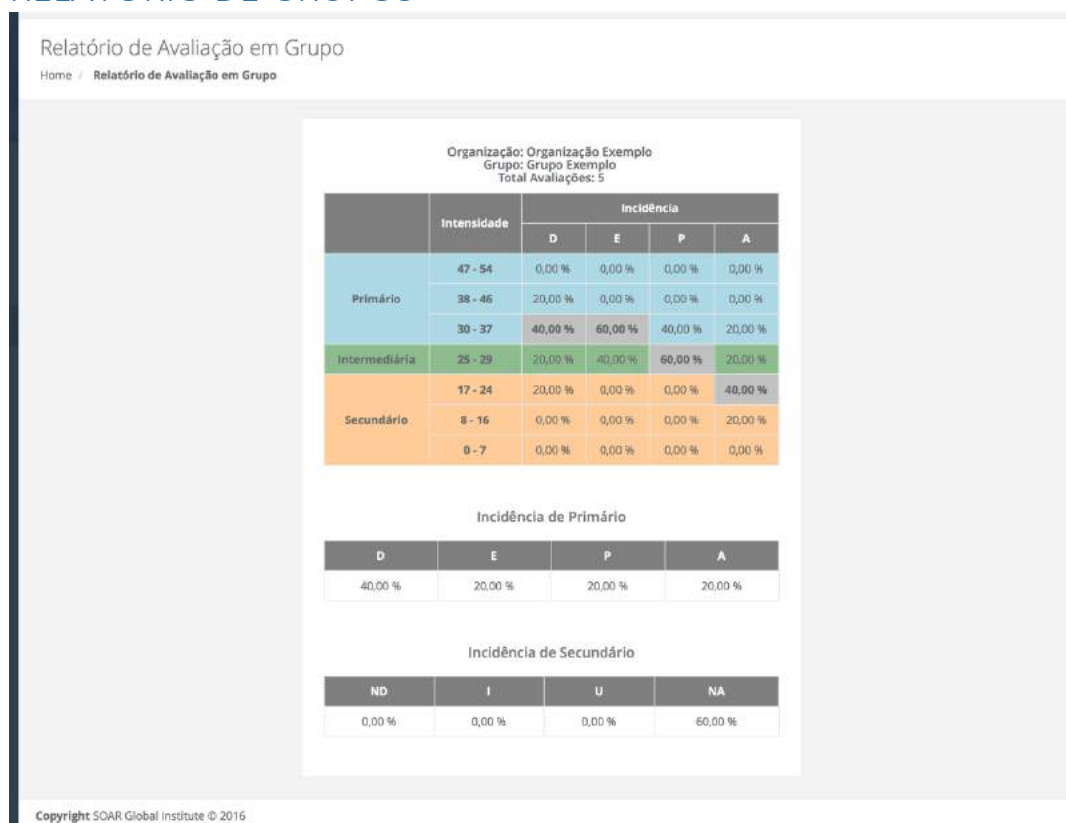 RELATÓRIO DE GRUPOS
Relatório de Avaliação em Grupo
Home / Relatório de Avaliação em Grupo
Organização: Organização Exemplo
Grupo: Grupo Exemplo
Total Avaliações: 5
Intensidade Incidência
D E P A
Primário
47 - 54 0,00 % 0,00 % 0,00 % 0,00 %
38 - 46 20,00 % 0,00 % 0,00 % 0,00 %
30 - 37 40,00 % 60,00 % 40,00 % 20,00 %
Intermediária 25 - 29 20,00 % 40,00 % 60,00 % 20,00 %
Secundário
17 - 24 20,00 % 0,00 % 0,00 % 40,00 %
8 - 16 0,00 % 0,00 % 0,00 % 20,00 %
0 - 7 0,00 % 0,00 % 0,00 % 0,00 %
Incidência de Primário
D E P A
40,00 % 20,00 % 20,00 % 20,00 %
Incidência de Secundário
ND I U NA
0,00 % 0,00 % 0,00 % 60,00 %
Copyright SOAR Global Institute © 2016